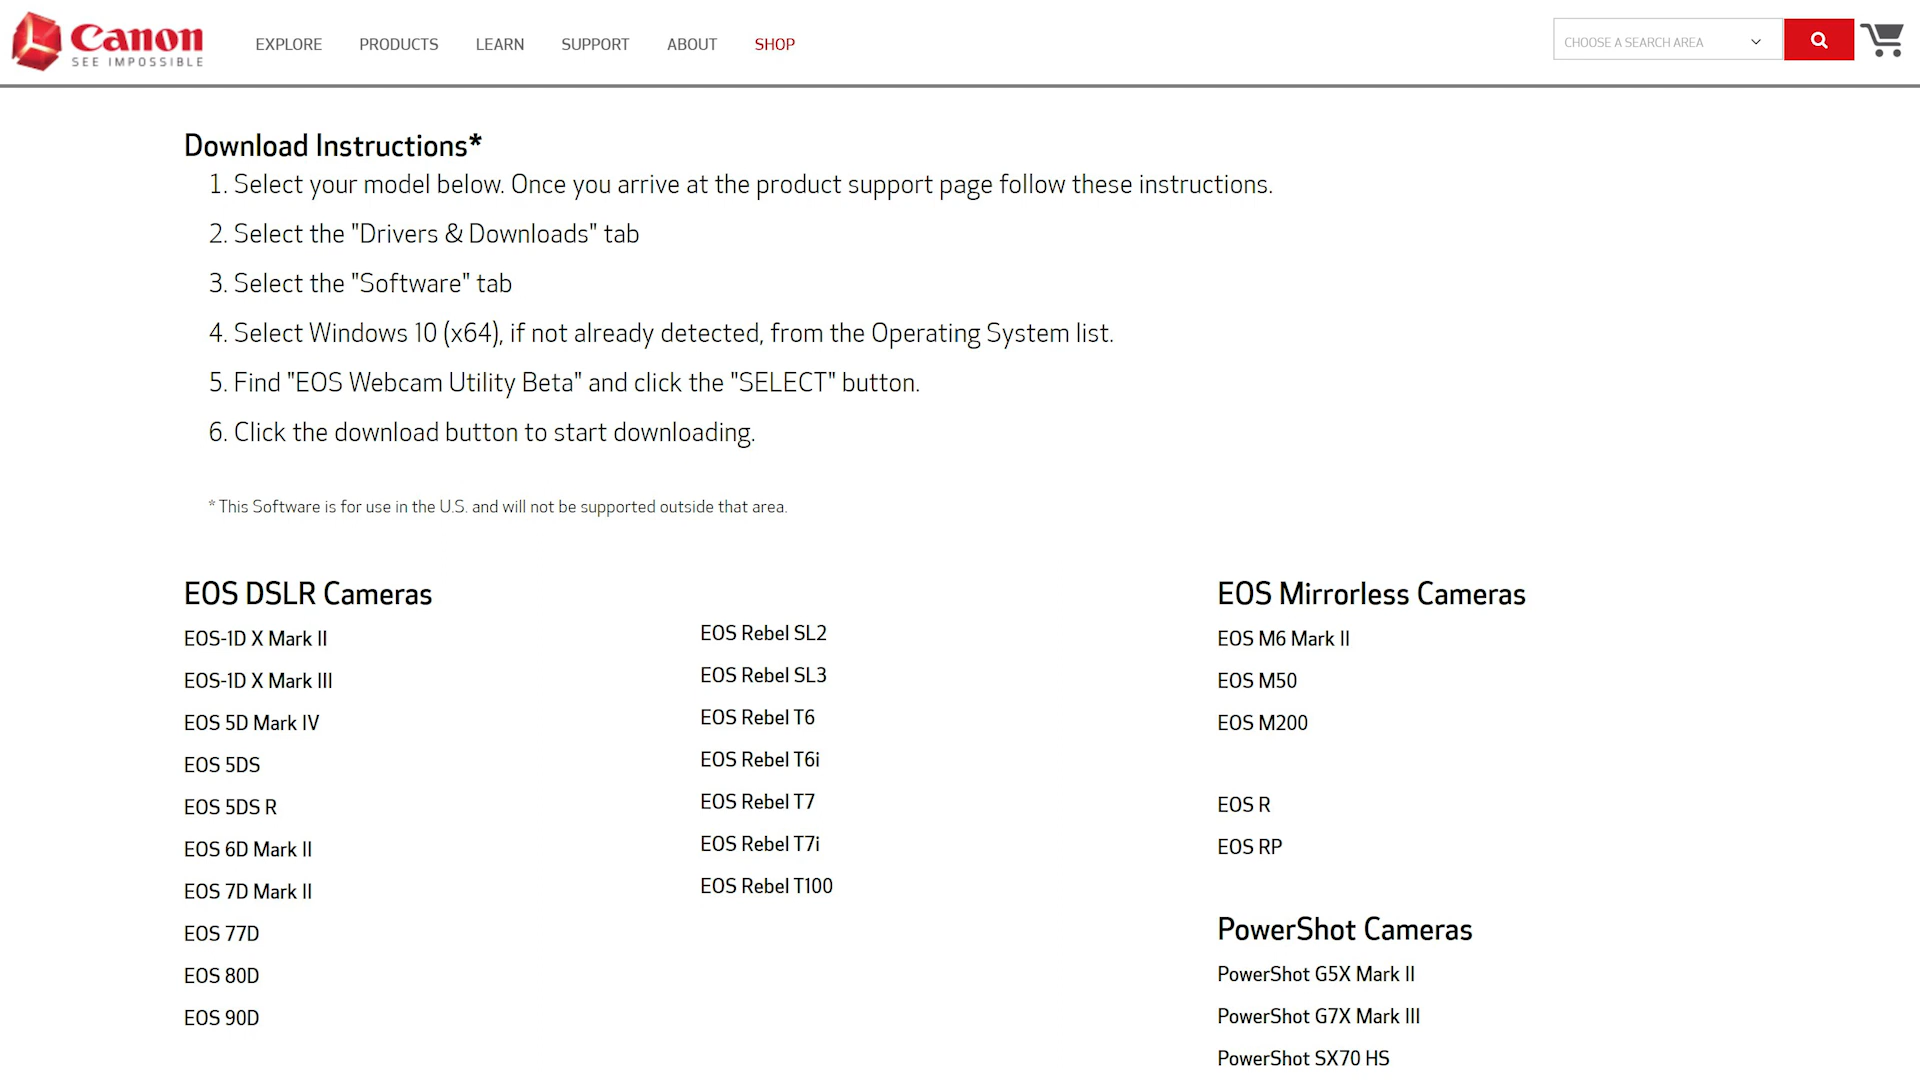 Canon
SEE IMPOSSIBLE
EXPLORE
PRODUCTS
LEARN
SUPPORT
ABOUT
SHOP
CHOOSE A SEARCH AREA
Download Instructions*
1. Select your model below. Once you arrive at the product support page follow these instructions.
2. Select the "Drivers & Downloads" tab
3. Select the "Software" tab
4. Select Windows 10 (x64), if not already detected, from the Operating System list.
5. Find "EOS Webcam Utility Beta" and click the "SELECT" button.
6. Click the download button to start downloading.
* This Software is for use in the U.S. and will not be supported outside that area.
EOS DSLR Cameras
EOS-1D X Mark II
EOS-1D X Mark III
EOS 5D Mark IV
EOS 5DS
EOS 5DS R
EOS 6D Mark II
EOS 7D Mark II
EOS 77D
EOS 80D
EOS 90D
EOS Rebel SL2
EOS Rebel SL3
EOS Rebel T6
EOS Rebel T6i
EOS Rebel T7
EOS Rebel T7i
EOS Rebel T100
EOS Mirrorless Cameras
EOS M6 Mark II
EOS M50
EOS M200
EOS R
EOS RP
PowerShot Cameras
PowerShot G5X Mark II
PowerShot G7X Mark III
PowerShot SX70 HS